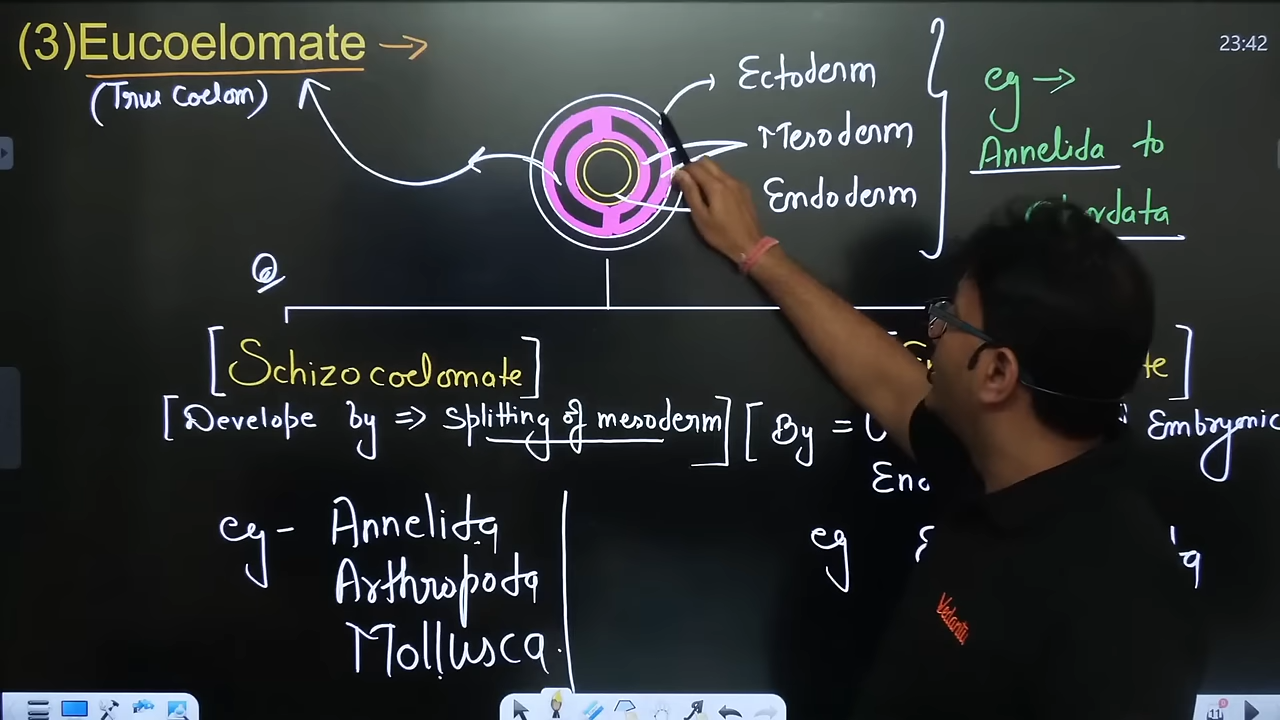 (3)Eucoelomate →
(True Coelom)
23:42
Ectoderm
Mesoderm
Endoderm
eg →
Annelida to
[Schizocoelomate]
[Develope by => splitting of mesoderm]
[By =
Embryonic
eg - Annelida
Arthropoda
Mollusca
eg
Vedantu